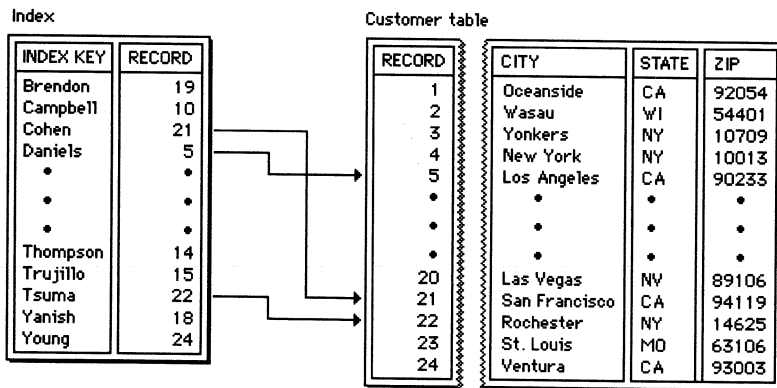 Index
INDEX KEY RECORD
Brendon 19
Campbell 10
Cohen 21
Daniels 5
• •
• •
• •
Thompson 14
Trujillo 15
Tsuma 22
Yanish 18
Young 24
Customer table
RECORD CITY STATE ZIP
1 Oceanside CA 92054
2 Wasau WI 54401
3 Yonkers NY 10709
4 New York NY 10013
5 Los Angeles CA 90233
• • • •
• • • •
• • • •
20 Las Vegas NV 89106
21 San Francisco CA 94119
22 Rochester NY 14625
23 St. Louis MO 63106
24 Ventura CA 93003